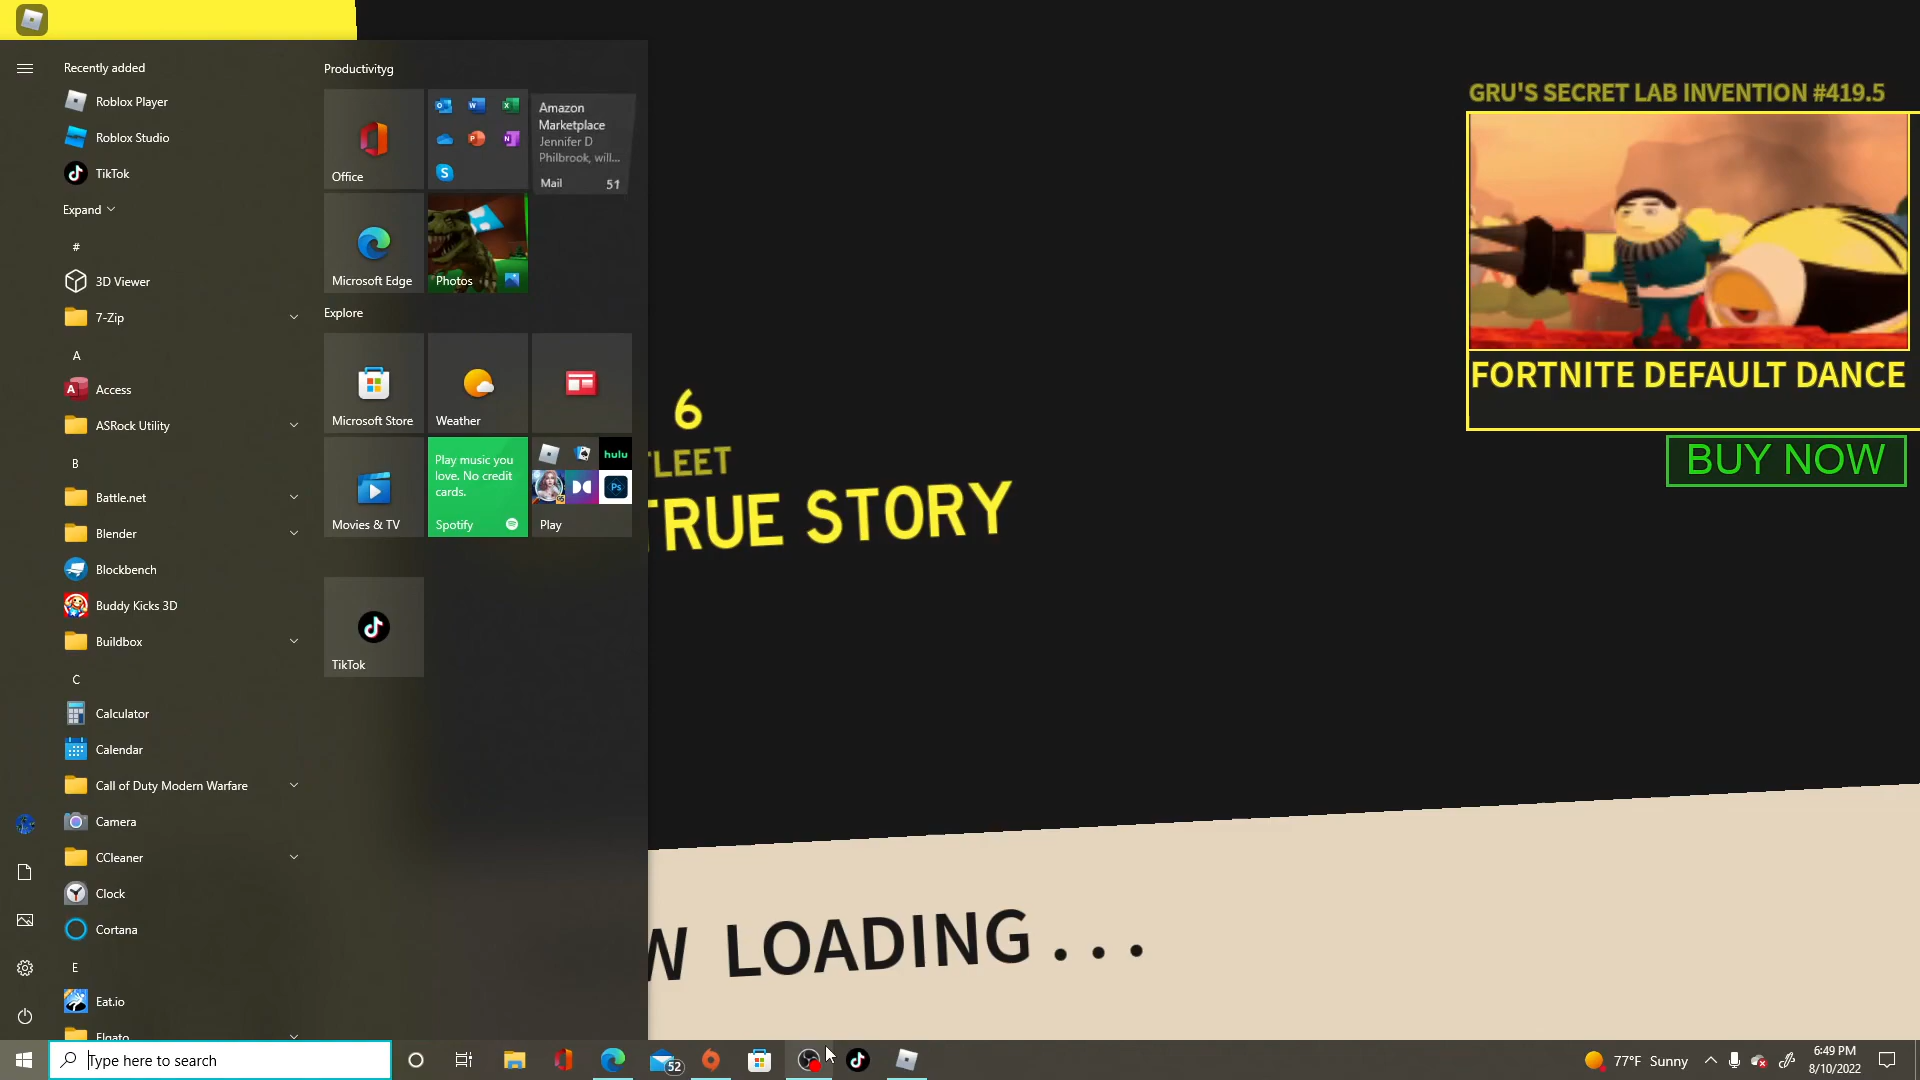 Recently added
Roblox Player
Roblox Studio
TikTok
Expand
#
3D Viewer
7-Zip
A
Access
ASRock Utility
B
Battle.net
Blender
Blockbench
Buddy Kicks 3D
Buildbox
C
Calculator
Calendar
Call of Duty Modern Warfare
Camera
CCleaner
Clock
Cortana
E
Eat.io
Elgato
Productivityg
Office
Amazon
Marketplace
Jennifer D
Philbrook, will...
Mail 51
Microsoft Edge
Photos
Explore
Microsoft Store
Weather
Movies & TV
Play music you
love. No credit
cards.
Spotify
hulu
Ps
Play
TikTok
6
LEET
TRUE STORY
W LOADING...
GRU'S SECRET LAB INVENTION #419.5
FORTNITE DEFAULT DANCE
BUY NOW
Type here to search
52
77°F Sunny
6:49 PM
8/10/2022